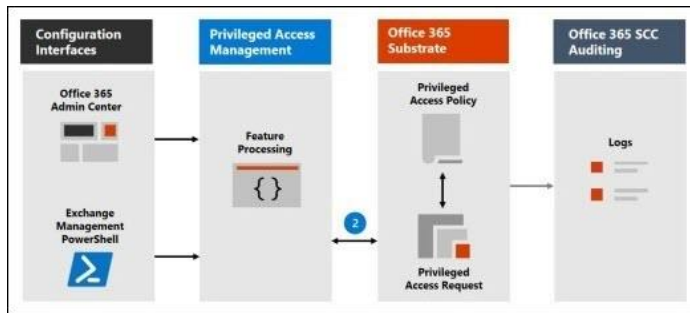 Configuration
Interfaces
Privileged Access
Management
Office 365
Substrate
Office 365 SCC
Auditing
Office 365
Admin Center
Exchange
Management
PowerShell
Feature
Processing
{}
2
Privileged
Access Policy
Privileged
Access Request
Logs